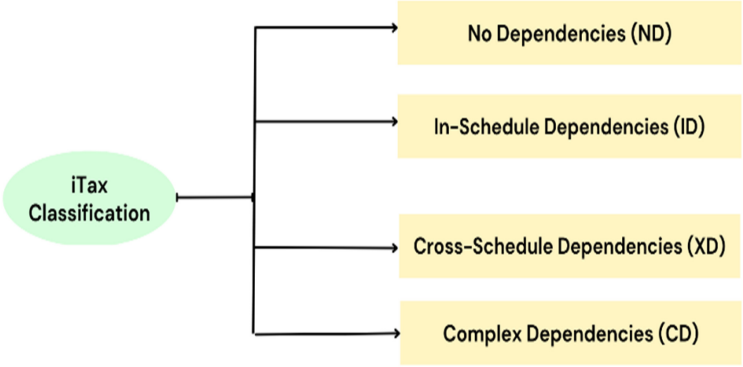 iTax
Classification
No Dependencies (ND)
In-Schedule Dependencies (ID)
Cross-Schedule Dependencies (XD)
Complex Dependencies (CD)